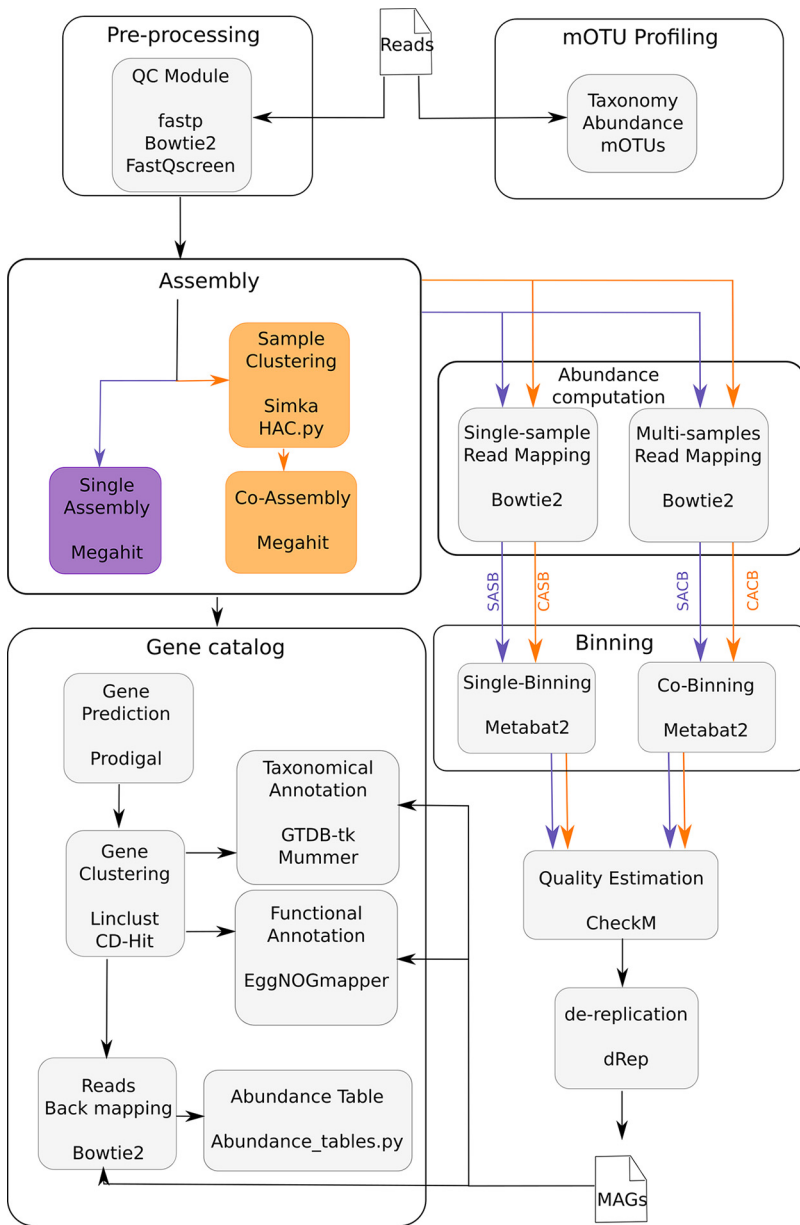 Pre-processing
QC Module
fastp
Bowtie2
FastQscreen
Reads
mOTU Profiling
Taxonomy
Abundance
mOTUs
Assembly
Sample
Clustering
Simka
HAC.py
Single
Assembly
Megahit
Co-Assembly
Megahit
Abundance
computation
Single-sample
Read Mapping
Bowtie2
Multi-samples
Read Mapping
Bowtie2
SASB
CASB
SACB
CACB
Binning
Single-Binning
Metabat2
Co-Binning
Metabat2
Gene catalog
Gene
Prediction
Prodigal
Gene
Clustering
Linclust
CD-Hit
Taxonomical
Annotation
GTDB-tk
Mummer
Functional
Annotation
EggNOGmapper
Reads
Back mapping
Bowtie2
Abundance Table
Abundance_tables.py
Quality Estimation
CheckM
de-replication
dRep
MAGs